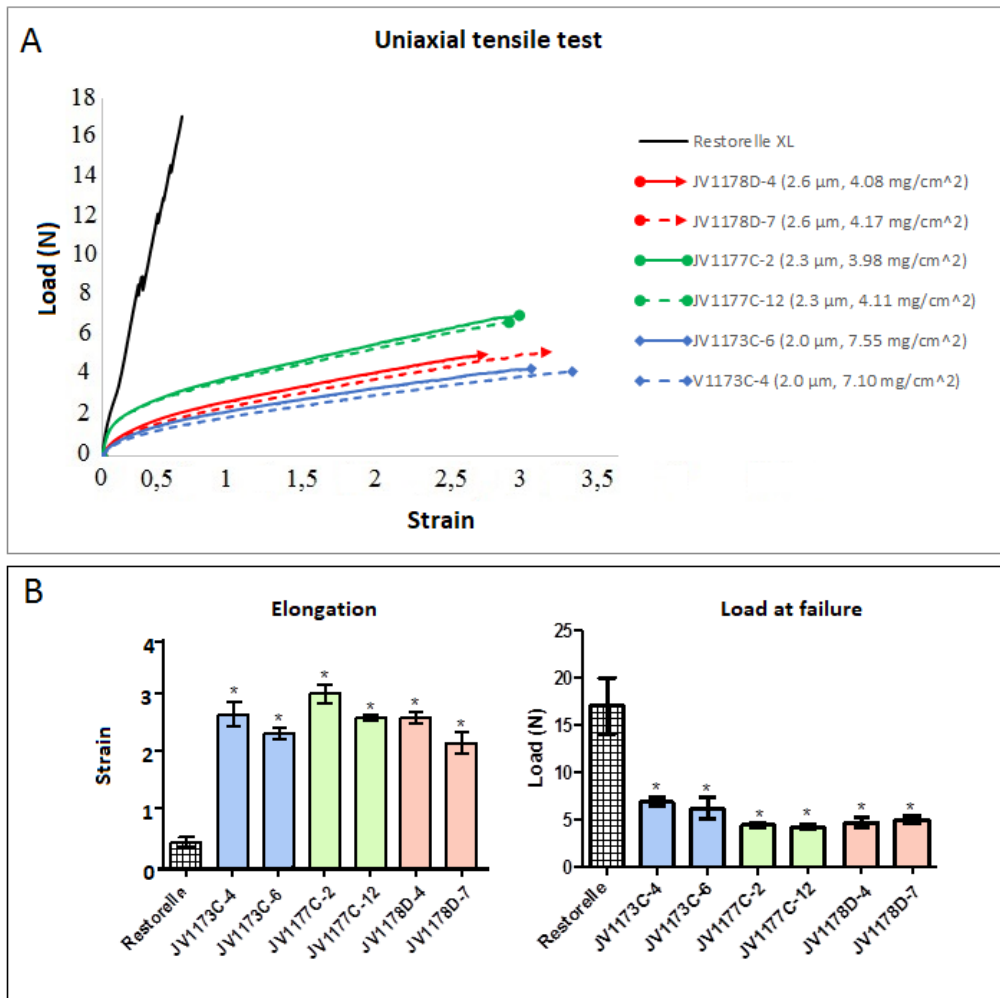 A
Uniaxial tensile test
Load (N)
18
16
14
12
10
8
6
4
2
0
0 0,5 1 1,5 2 2,5 3 3,5
Strain
Restorelle XL
JV1178D-4 (2.6 µm, 4.08 mg/cm^2)
JV1178D-7 (2.6 µm, 4.17 mg/cm^2)
JV1177C-2 (2.3 µm, 3.98 mg/cm^2)
JV1177C-12 (2.3 µm, 4.11 mg/cm^2)
JV1173C-6 (2.0 µm, 7.55 mg/cm^2)
V1173C-4 (2.0 µm, 7.10 mg/cm^2)
B
Elongation
Strain
4
3
2
1
0
* * * * * *
Restorelle
JV1173C-4
JV1173C-6
JV1177C-2
JV1177C-12
JV1178D-4
JV1178D-7
Load at failure
Load (N)
25
20
15
10
5
0
* * * * * *
Restorelle
JV1173C-4
JV1173C-6
JV1177C-2
JV1177C-12
JV1178D-4
JV1178D-7